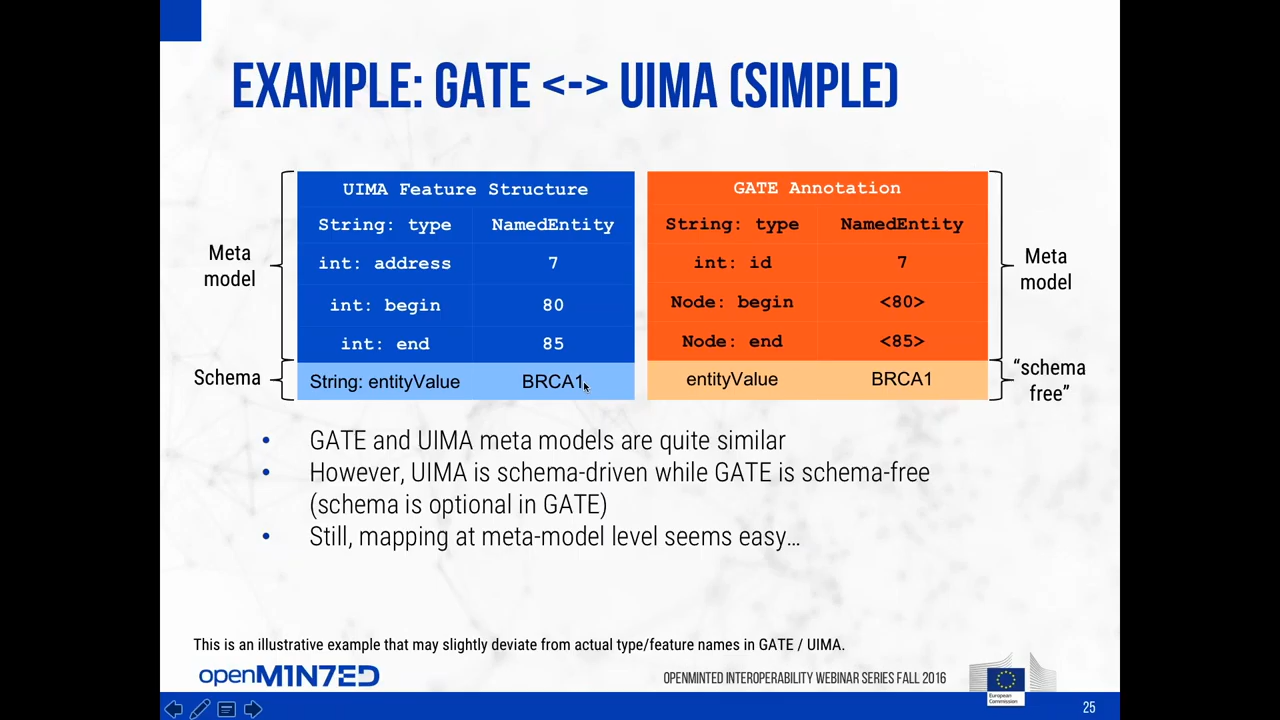 EXAMPLE: GATE <-> UIMA (SIMPLE)
UIMA Feature Structure
String: type NamedEntity
int: address 7
int: begin 80
int: end 85
String: entityValue BRCA1
GATE Annotation
String: type NamedEntity
int: id 7
Node: begin <80>
Node: end <85>
entityValue BRCA1
Meta
model
Schema
Meta
model
“schema
free”
• GATE and UIMA meta models are quite similar
• However, UIMA is schema-driven while GATE is schema-free
(schema is optional in GATE)
• Still, mapping at meta-model level seems easy…
This is an illustrative example that may slightly deviate from actual type/feature names in GATE / UIMA.
openM1N7ED
OPENMINTED INTEROPERABILITY WEBINAR SERIES FALL 2016
European
Commission
25